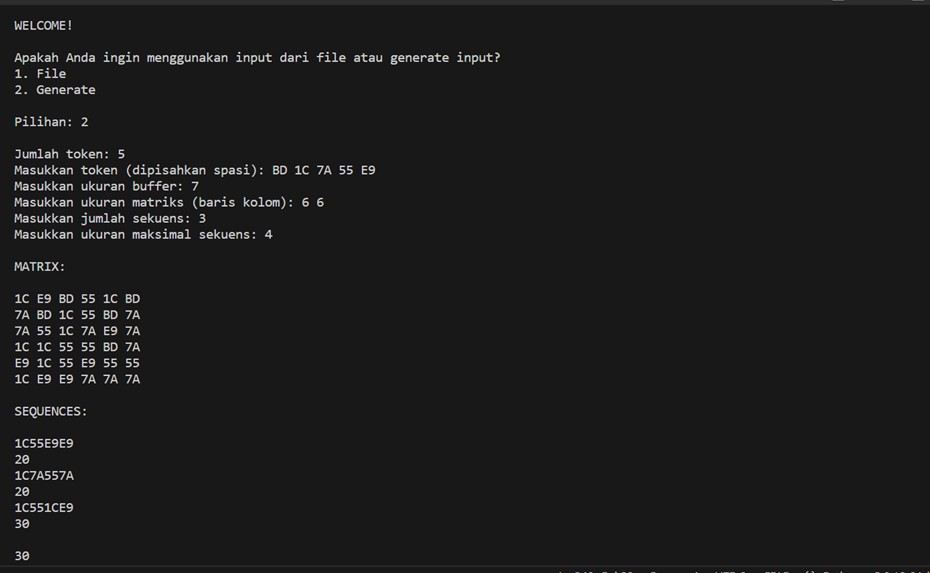 WELCOME!
Apakah Anda ingin menggunakan input dari file atau generate input?
1. File
2. Generate
Pilihan: 2
Jumlah token: 5
Masukkan token (dipisahkan spasi): BD 1C 7A 55 E9
Masukkan ukuran buffer: 7
Masukkan ukuran matriks (baris kolom): 6 6
Masukkan jumlah sekuens: 3
Masukkan ukuran maksimal sekuens: 4
MATRIX:
1C E9 BD 55 1C BD
7A BD 1C 55 BD 7A
7A 55 1C 7A E9 7A
1C 1C 55 55 BD 7A
E9 1C 55 E9 55 55
1C E9 E9 7A 7A 7A
SEQUENCES:
1C55E9E9
20
1C7A557A
20
1C551CE9
30
30